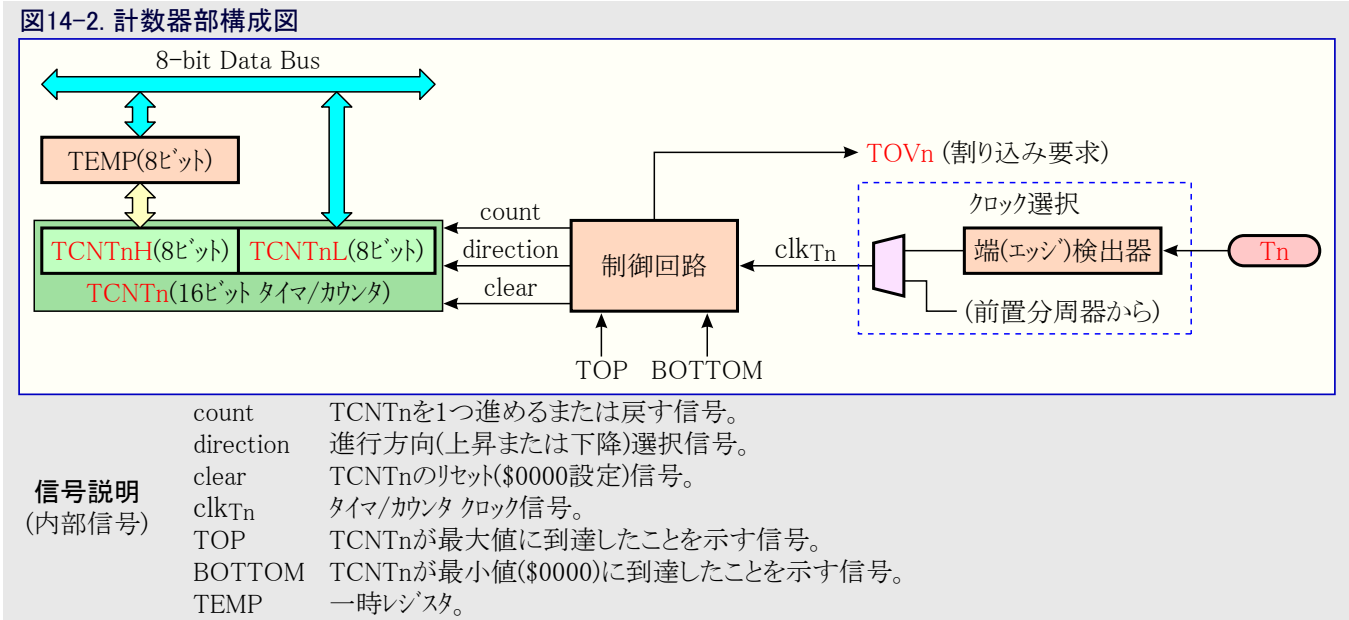 図14-2. 計数器部構成図
8-bit Data Bus
TEMP(8ﾋﾞｯﾄ)
TOVn (割り込み要求)
クロック選択
count
TCNTnH(8ﾋﾞｯﾄ) TCNTnL(8ﾋﾞｯﾄ)
direction
制御回路
clkTn
端(ｴｯｼﾞ)検出器
Tn
TCNTn(16ﾋﾞｯﾄ ﾀｲﾏ/ｶｳﾝﾀ)
clear
(前置分周器から)
TOP BOTTOM
信号説明
(内部信号)
count TCNTnを1つ進めるまたは戻す信号。
direction 進行方向(上昇または下降)選択信号。
clear TCNTnのﾘｾｯﾄ($0000設定)信号。
clkTn ﾀｲﾏ/ｶｳﾝﾀ ｸﾛｯｸ信号。
TOP TCNTnが最大値に到達したことを示す信号。
BOTTOM TCNTnが最小値($0000)に到達したことを示す信号。
TEMP 一時ﾚｼﾞｽﾀ。